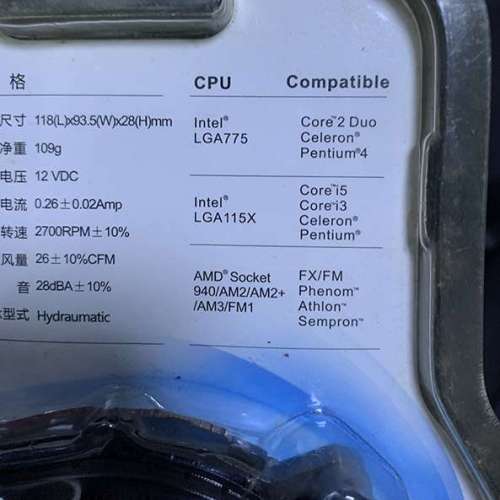 格
尺寸 118(L)x93.5(W)x28(H)mm
净重 109g
电压 12 VDC
电流 0.26±0.02Amp
转速 2700RPM±10%
风量 26±10%CFM
音 28dBA±10%
型式 Hydraumatic
CPU Compatible
Intel® LGA775
Core™2 Duo
Celeron®
Pentium®4
Intel® LGA115X
Core™i5
Core™i3
Celeron®
Pentium®
AMD® Socket
940/AM2/AM2+
/AM3/FM1
FX/FM
Phenom™
Athlon™
Sempron™